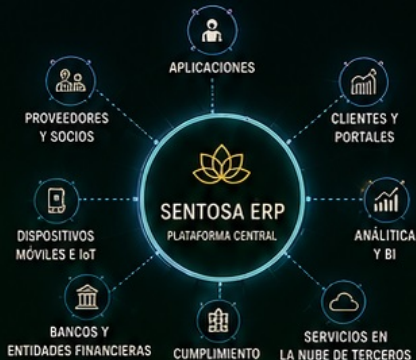 APLICACIONES
PROVEEDORES
Y SOCIOS
CLIENTES Y
PORTALES
SENTOSA ERP
PLATAFORMA CENTRAL
DISPOSITIVOS
MÓVILES E IoT
ANÁLITICA
Y BI
BANCOS Y
ENTIDADES FINANCIERAS
CUMPLIMIENTO
SERVICIOS EN
LA NUBE DE TERCEROS